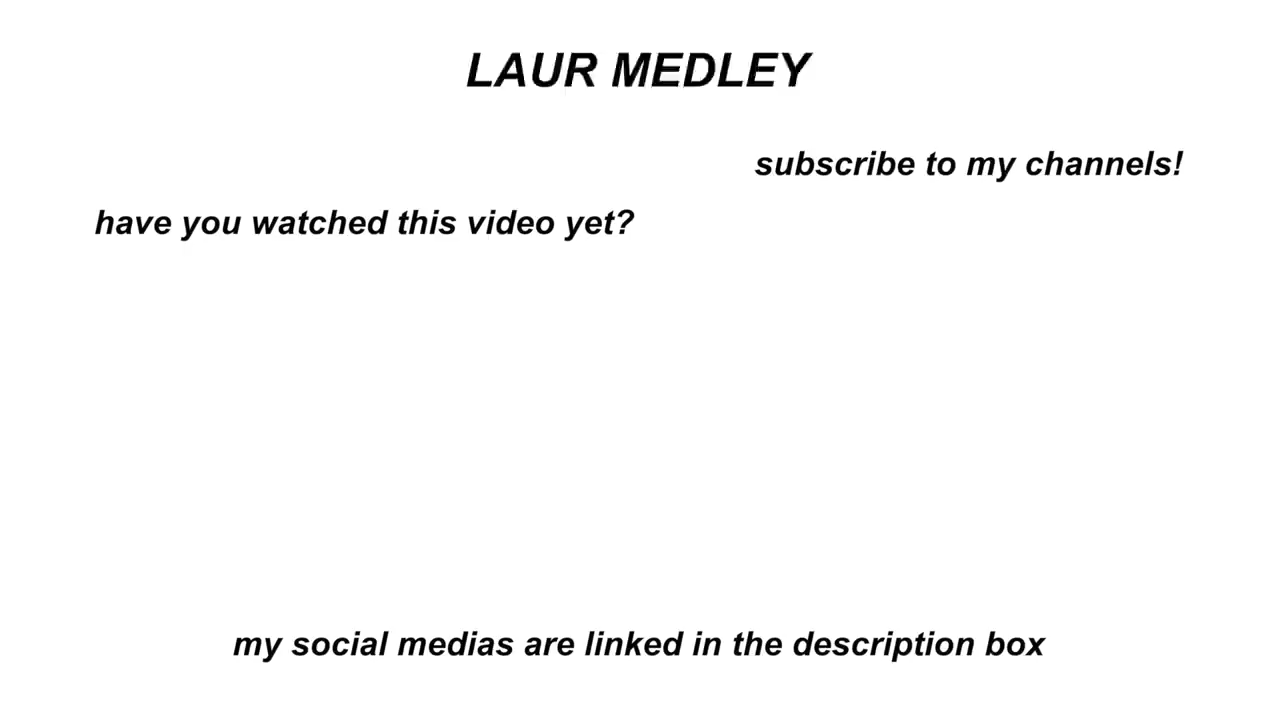 LAUR MEDLEY
subscribe to my channels!
have you watched this video yet?
my social medias are linked in the description box